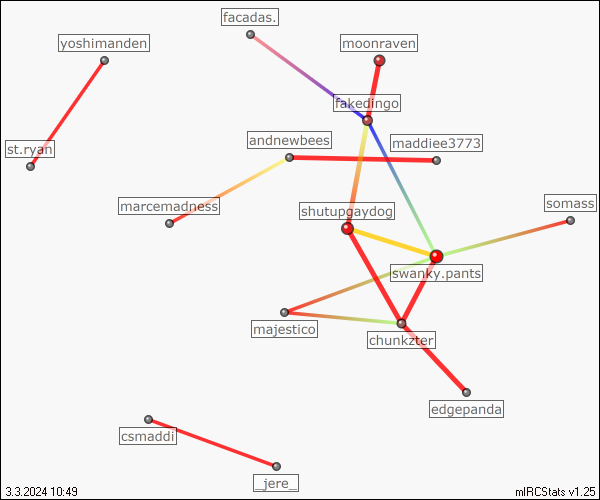 facadas.
yoshimanden
moonraven
fakedingo
andnewbees
maddiee3773
st.ryan
marcemadness
somass
shutupgaydog
swanky.pants
majestico
chunkzter
edgepanda
csmaddi
_jere_
3.3.2024 10:49
mIRCStats v1.25